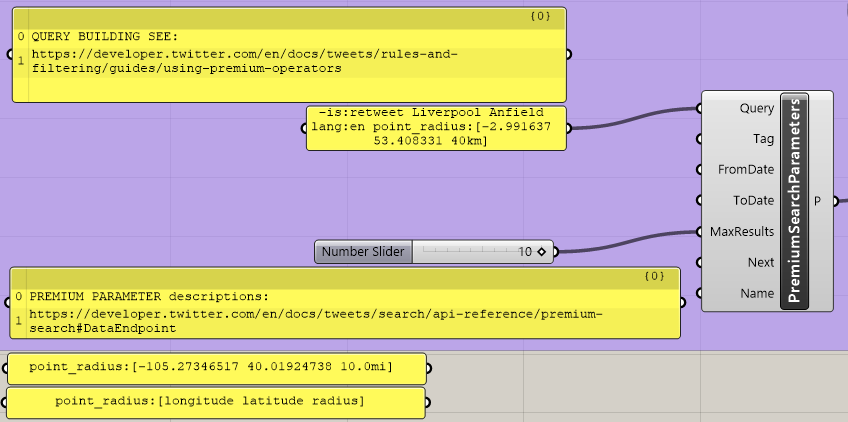 {0}
0 QUERY BUILDING SEE:
1 https://developer.twitter.com/en/docs/tweets/rules-and-
filtering/guides/using-premium-operators
-is:retweet Liverpool Anfield
lang:en point_radius:[-2.991637
53.408331 40km]
Query
Tag
FromDate
ToDate
MaxResults
Next
Name
PremiumSearchParameters
P
Number Slider 10
{0}
0 PREMIUM PARAMETER descriptions:
1 https://developer.twitter.com/en/docs/tweets/search/api-reference/premium-
search#DataEndpoint
point_radius:[-105.27346517 40.01924738 10.0mi]
point_radius:[longitude latitude radius]